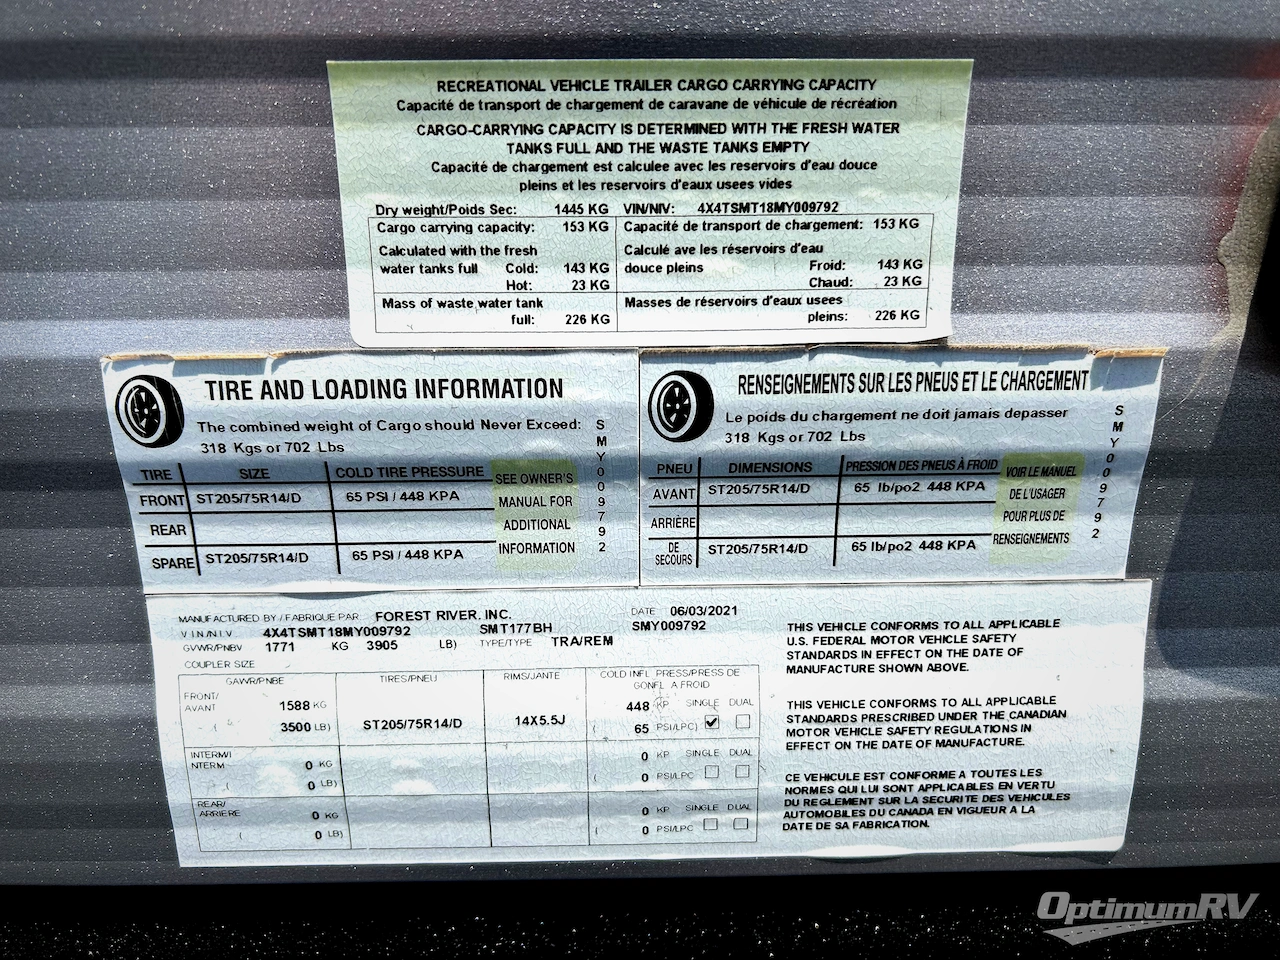 RECREATIONAL VEHICLE TRAILER CARGO CARRYING CAPACITY
Capacité de transport de chargement de caravane de véhicule de récréation
CARGO-CARRYING CAPACITY IS DETERMINED WITH THE FRESH WATER
TANKS FULL AND THE WASTE TANKS EMPTY
Capacité de chargement est calculee avec les reservoirs d'eau douce
pleins et les reservoirs d'eaux usees vides
Dry weight/Poids Sec: 1445 KG VIN/NIV: 4X4TSMT18MY009792
Cargo carrying capacity: 153 KG Capacité de transport de chargement: 153 KG
Calculated with the fresh Calculé ave les réservoirs d'eau
water tanks full Cold: 143 KG douce pleins Froid: 143 KG
Hot: 23 KG Chaud: 23 KG
Mass of waste water tank Masses de réservoirs d'eaux usees
full: 226 KG pleins: 226 KG
TIRE AND LOADING INFORMATION
The combined weight of Cargo should Never Exceed:
318 Kgs or 702 Lbs
TIRE SIZE COLD TIRE PRESSURE SEE OWNER'S
FRONT ST205/75R14/D 65 PSI / 448 KPA MANUAL FOR
REAR ADDITIONAL
SPARE ST205/75R14/D 65 PSI / 448 KPA INFORMATION
SMY009792
RENSEIGNEMENTS SUR LES PNEUS ET LE CHARGEMENT
Le poids du chargement ne doit jamais depasser
318 Kgs or 702 Lbs
PNEU DIMENSIONS PRESSION DES PNEUS À FROID VOIR LE MANUEL
AVANT ST205/75R14/D 65 lb/po2 448 KPA DE L'USAGER
ARRIÈRE POUR PLUS DE
DE SECOURS ST205/75R14/D 65 lb/po2 448 KPA RENSEIGNEMENTS
SMY009792
MANUFACTURED BY / FABRIQUE PAR FOREST RIVER, INC. DATE 06/03/2021
V I N/N I V 4X4TSMT18MY009792 SMT177BH SMY009792
GVWR/PNBV 1771 KG 3905 LB) TYPE/TYPE TRA/REM
COUPLER SIZE
GAWR/PNBE TIRES/PNEU RIMS/JANTE COLD INFL PRESS/PRESS DE
GONFL A FROID
FRONT/
AVANT 1588 KG 448 KP SINGLE DUAL
( 3500 LB) ST205/75R14/D 14X5.5J ( 65 PSI/LPC)
INTERM/
INTERM 0 KG 0 KP SINGLE DUAL
( 0 LB) ( 0 PSI/LPC
REAR/
ARRIERE 0 KG 0 KP SINGLE DUAL
( 0 LB) ( 0 PSI/LPC
THIS VEHICLE CONFORMS TO ALL APPLICABLE
U.S. FEDERAL MOTOR VEHICLE SAFETY
STANDARDS IN EFFECT ON THE DATE OF
MANUFACTURE SHOWN ABOVE.
THIS VEHICLE CONFORMS TO ALL APPLICABLE
STANDARDS PRESCRIBED UNDER THE CANADIAN
MOTOR VEHICLE SAFETY REGULATIONS IN
EFFECT ON THE DATE OF MANUFACTURE.
CE VEHICULE EST CONFORME A TOUTES LES
NORMES QUI LUI SONT APPLICABLES EN VERTU
DU REGLEMENT SUR LA SECURITE DES VEHICULES
AUTOMOBILES DU CANADA EN VIGUEUR A LA
DATE DE SA FABRICATION.
OptimumRV